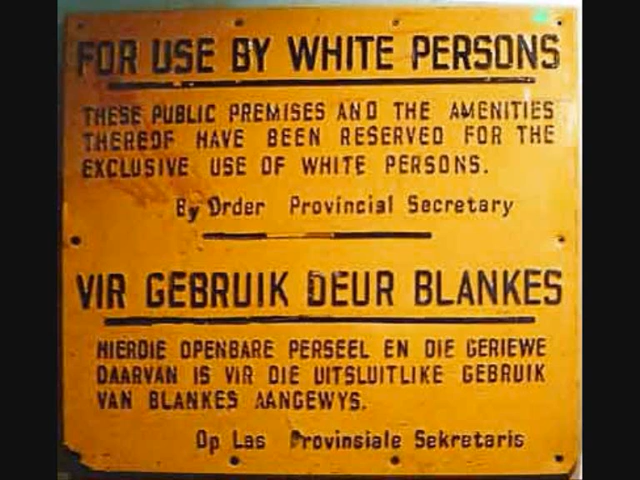 FOR USE BY WHITE PERSONS
THESE PUBLIC PREMISES AND THE AMENITIES
THEREOF HAVE BEEN RESERVED FOR THE
EXCLUSIVE USE OF WHITE PERSONS.
By Order Provincial Secretary
VIR GEBRUIK DEUR BLANKES
HIERDIE OPENBARE PERSEEL EN DIE GERIEWE
DAARVAN IS VIR DIE UITSLUITLIKE GEBRUIK
VAN BLANKES AANGEWYS.
Op Las Provinsiale Sekretaris